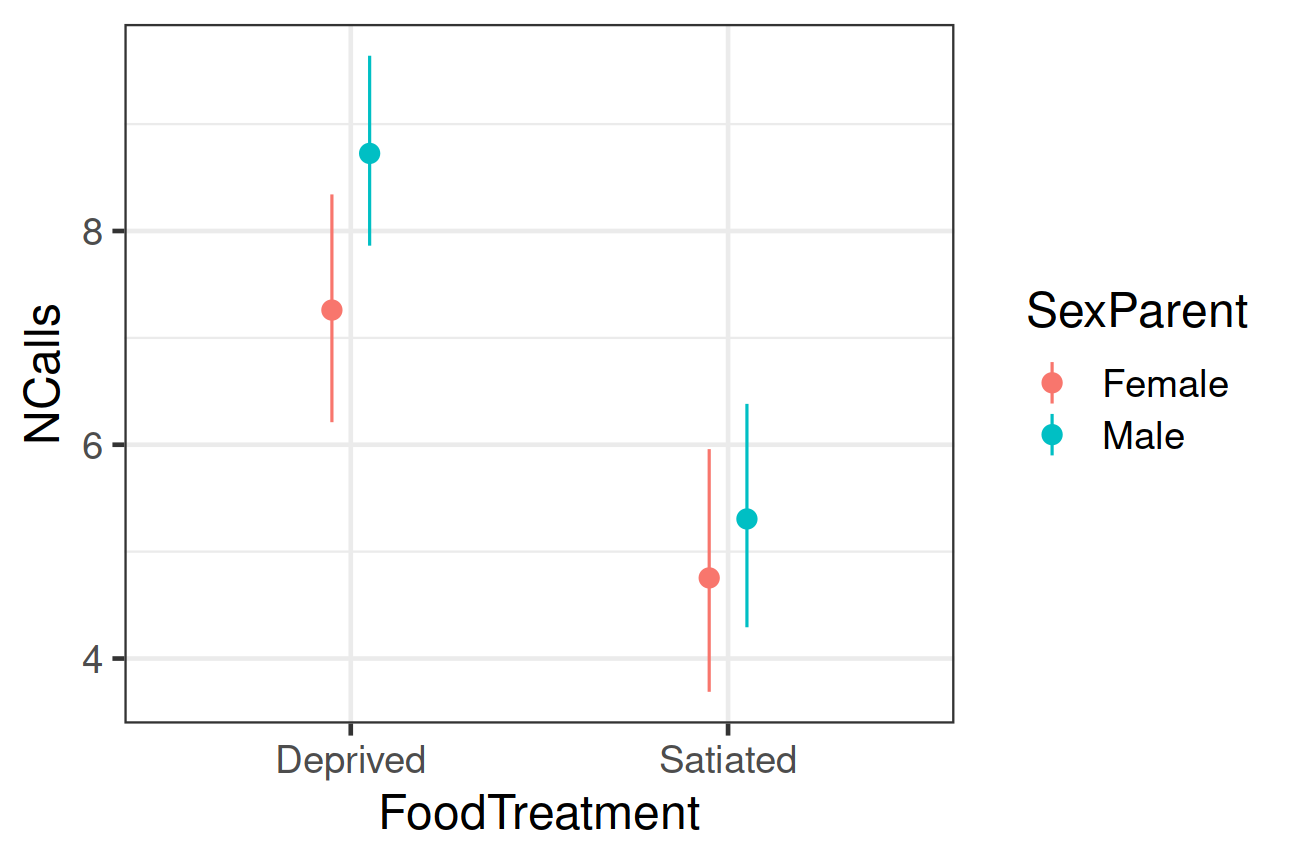 NCalls
8
6
4
Deprived
Satiated
FoodTreatment
SexParent
Female
Male